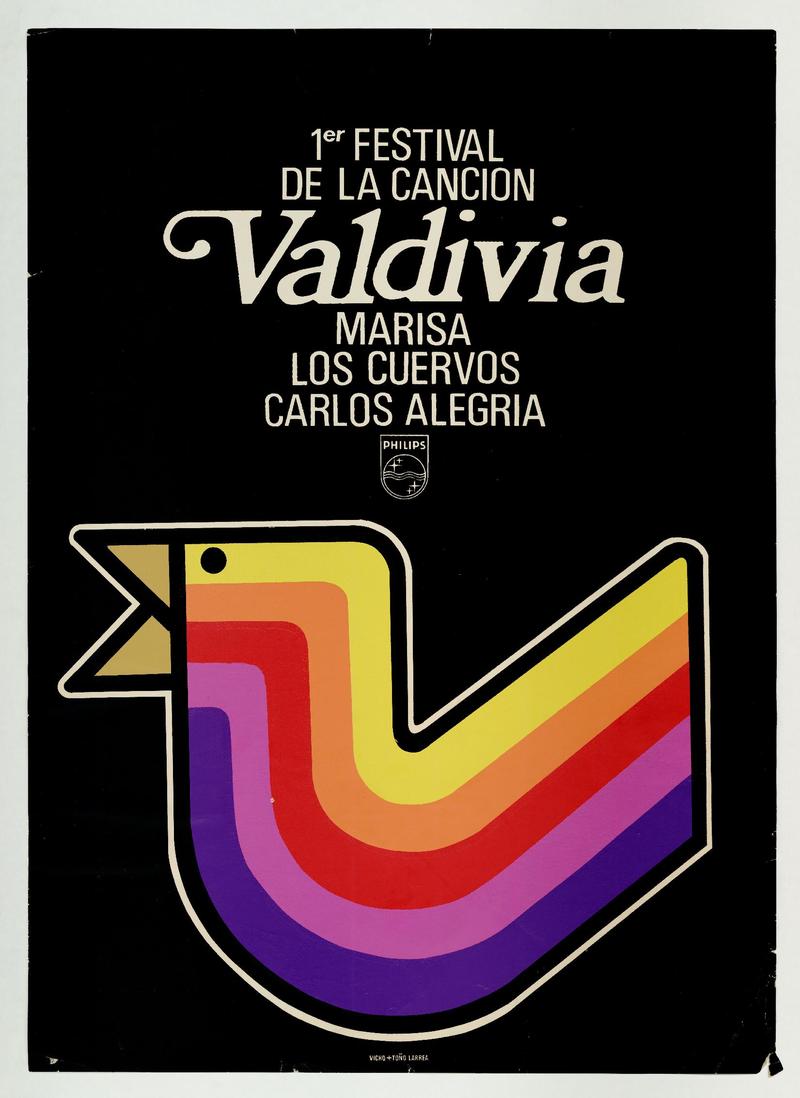 1er FESTIVAL
DE LA CANCION
Valdivia
MARISA
LOS CUERVOS
CARLOS ALEGRIA
PHILIPS
VICHO + TOÑO LARREA